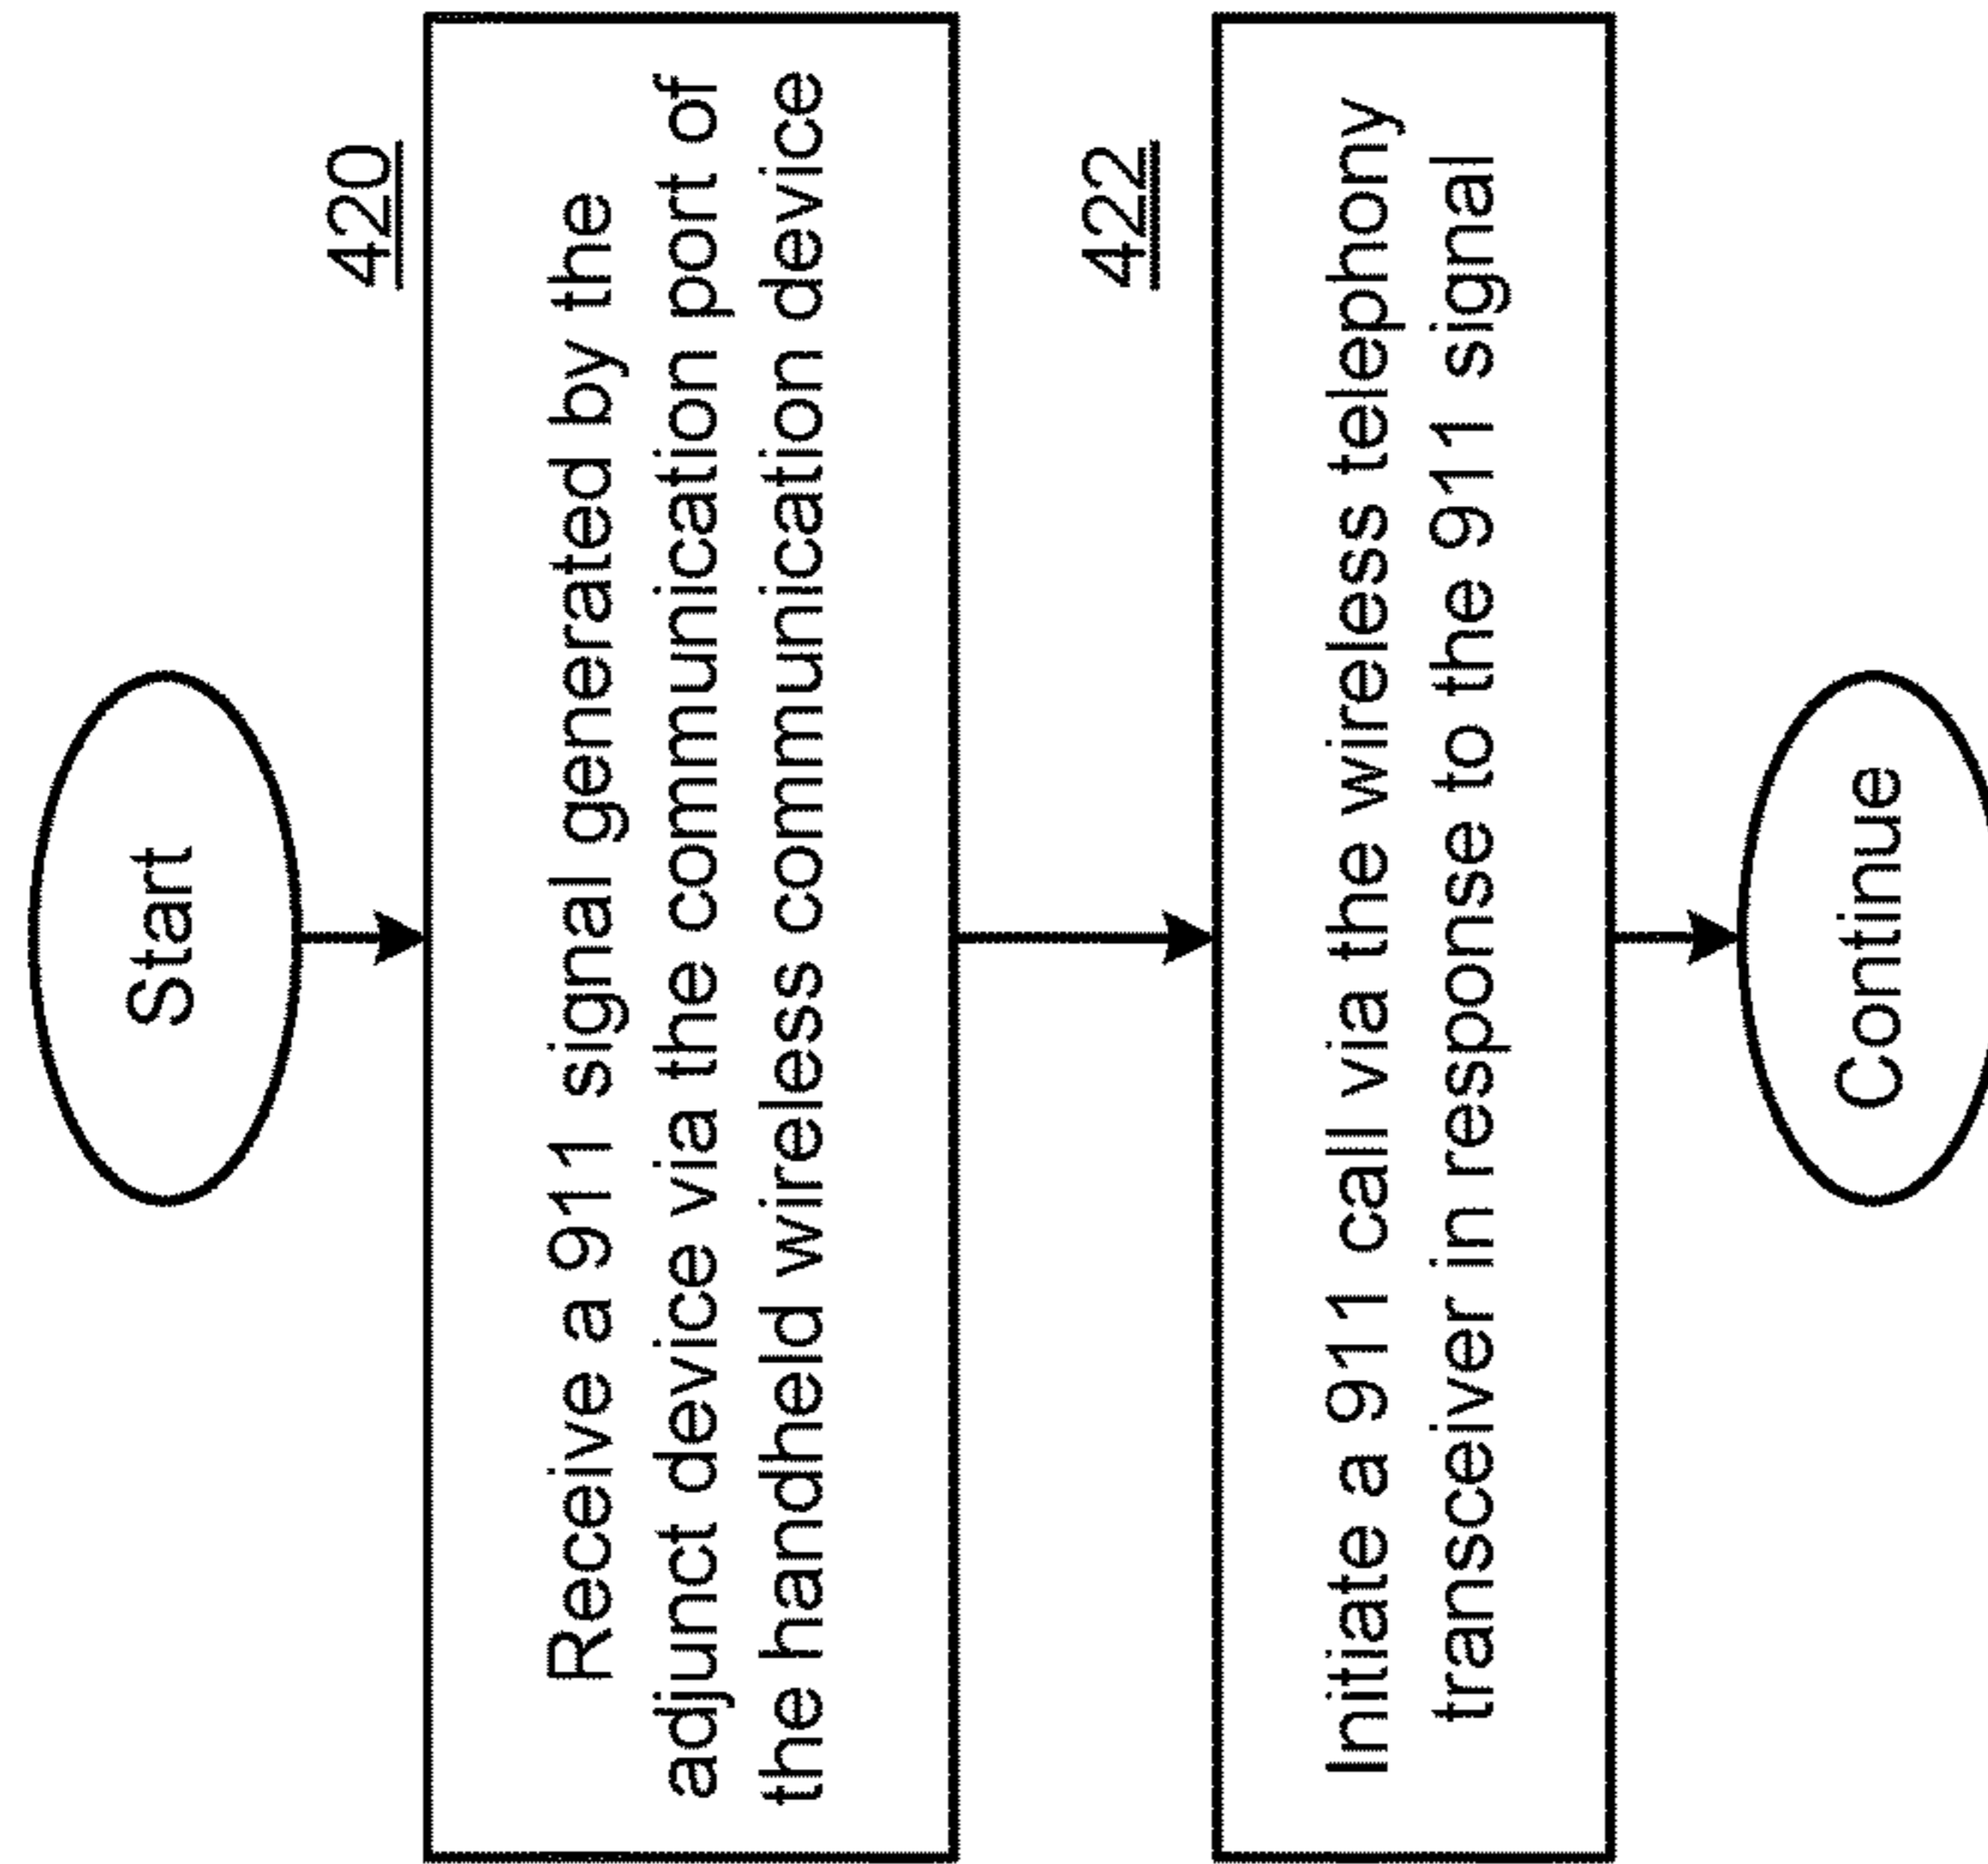 Start
420
Receive a 911 signal generated by the
adjunct device via the communication port of
the handheld wireless communication device
422
Initiate a 911 call via the wireless telephony
transceiver in response to the 911 signal
Continue